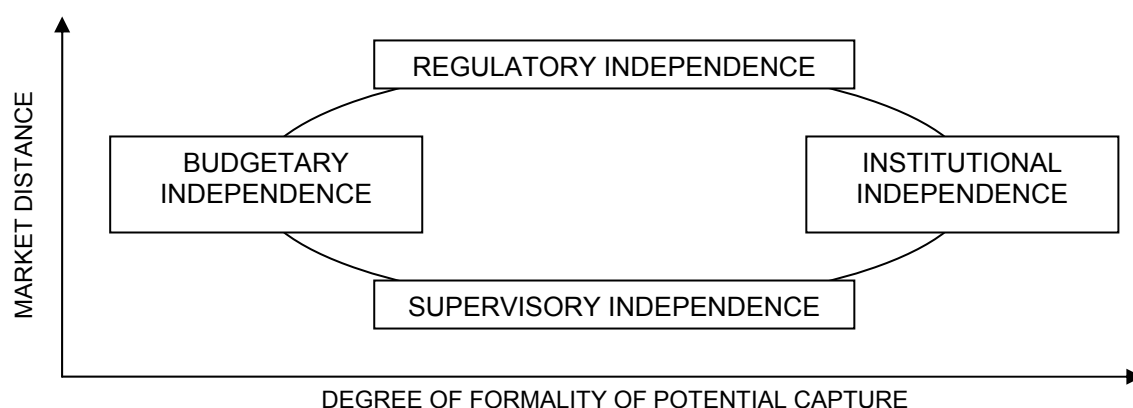 REGULATORY INDEPENDENCE
BUDGETARY
INDEPENDENCE
INSTITUTIONAL
INDEPENDENCE
SUPERVISORY INDEPENDENCE
MARKET DISTANCE
DEGREE OF FORMALITY OF POTENTIAL CAPTURE